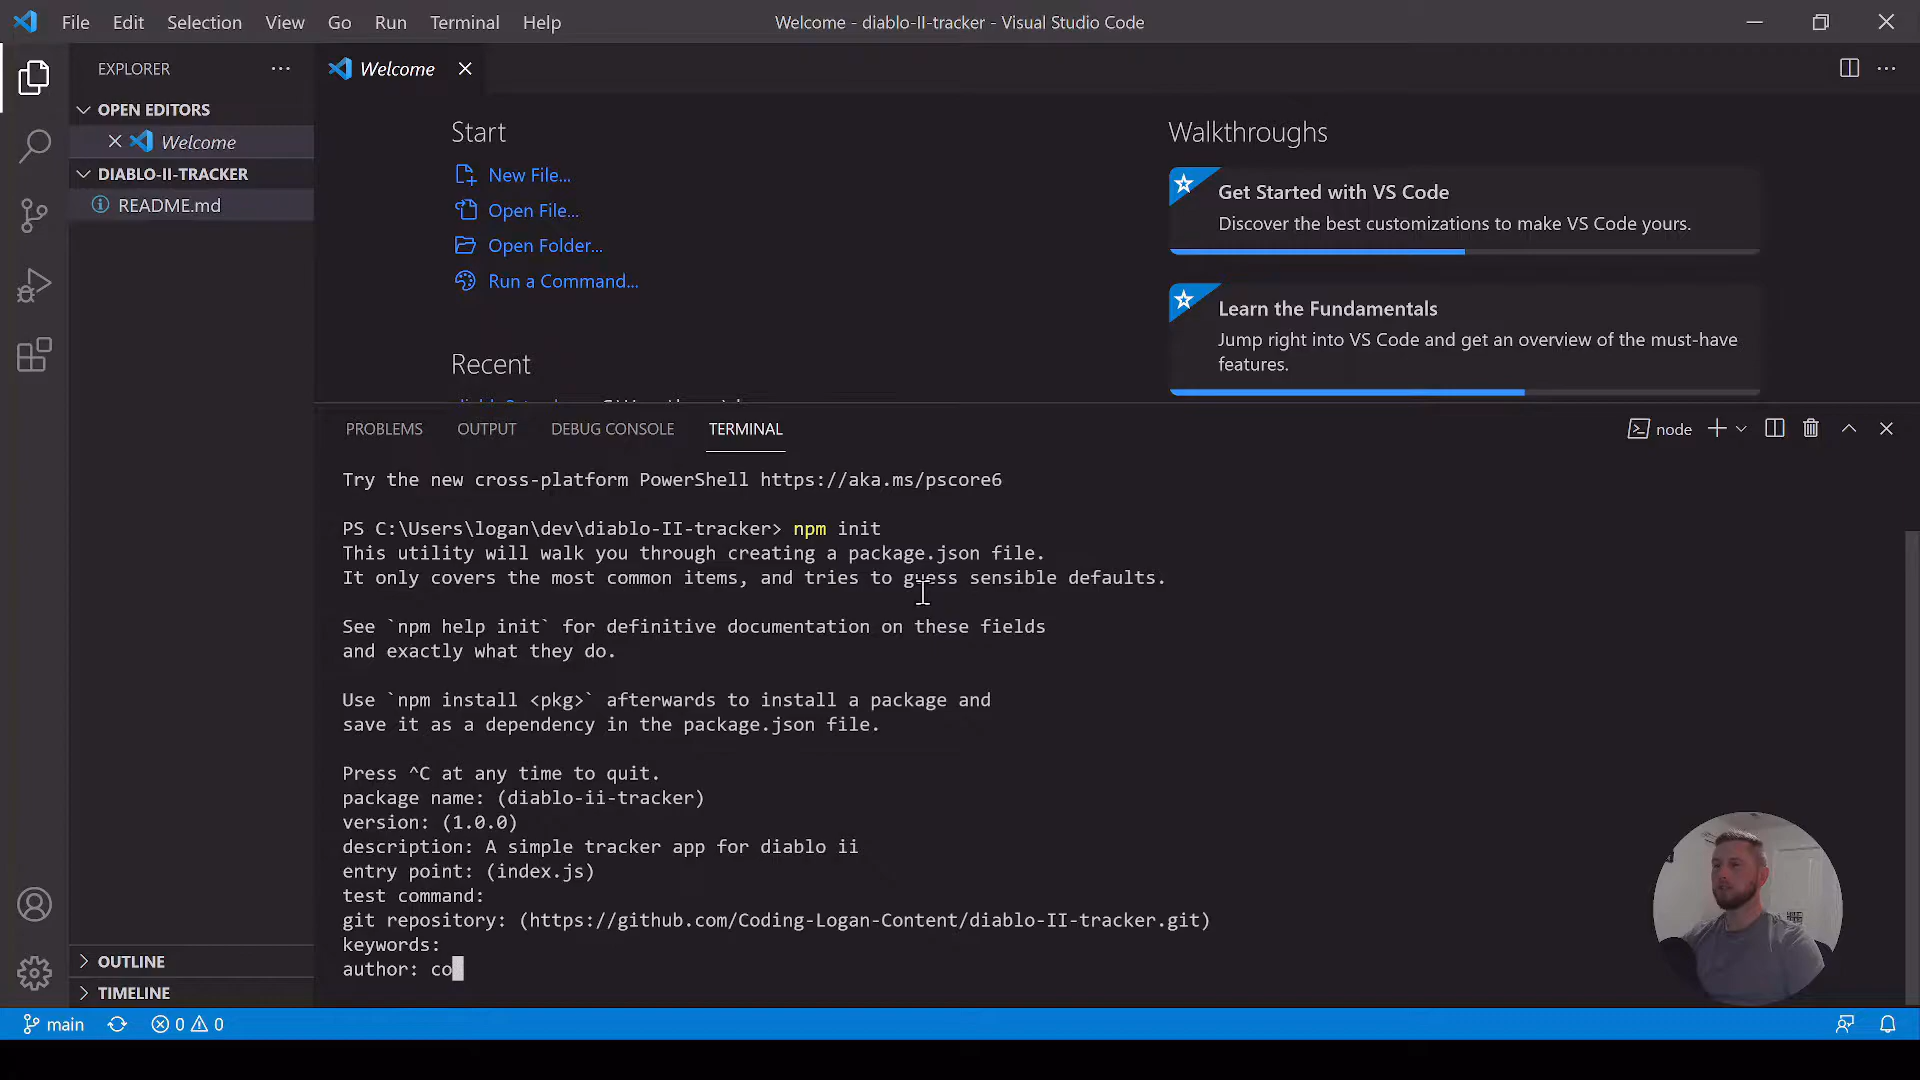 File Edit Selection View Go Run Terminal Help
Welcome - diablo-II-tracker - Visual Studio Code
EXPLORER
OPEN EDITORS
Welcome
DIABLO-II-TRACKER
README.md
OUTLINE
TIMELINE
Welcome
Start
New File...
Open File...
Open Folder...
Run a Command...
Recent
Walkthroughs
Get Started with VS Code
Discover the best customizations to make VS Code yours.
Learn the Fundamentals
Jump right into VS Code and get an overview of the must-have
features.
PROBLEMS OUTPUT DEBUG CONSOLE TERMINAL
node
Try the new cross-platform PowerShell https://aka.ms/pscore6
PS C:\Users\logan\dev\diablo-II-tracker> npm init
This utility will walk you through creating a package.json file.
It only covers the most common items, and tries to guess sensible defaults.
See `npm help init` for definitive documentation on these fields
and exactly what they do.
Use `npm install <pkg>` afterwards to install a package and
save it as a dependency in the package.json file.
Press ^C at any time to quit.
package name: (diablo-ii-tracker)
version: (1.0.0)
description: A simple tracker app for diablo ii
entry point: (index.js)
test command:
git repository: (https://github.com/Coding-Logan-Content/diablo-II-tracker.git)
keywords:
author: co
main
0 0